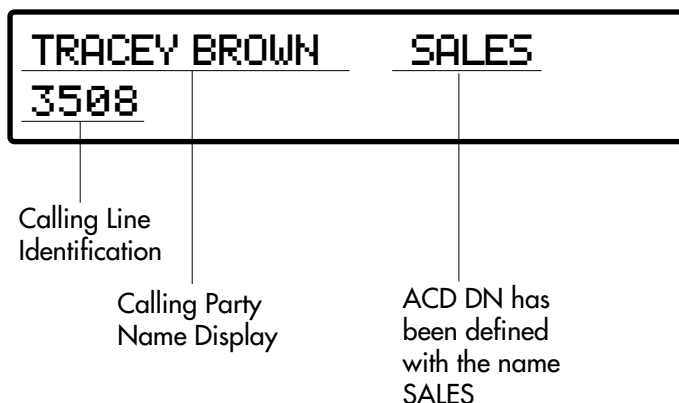 TRACEY BROWN SALES
3508
Calling Line
Identification
Calling Party
Name Display
ACD DN has
been defined
with the name
SALES